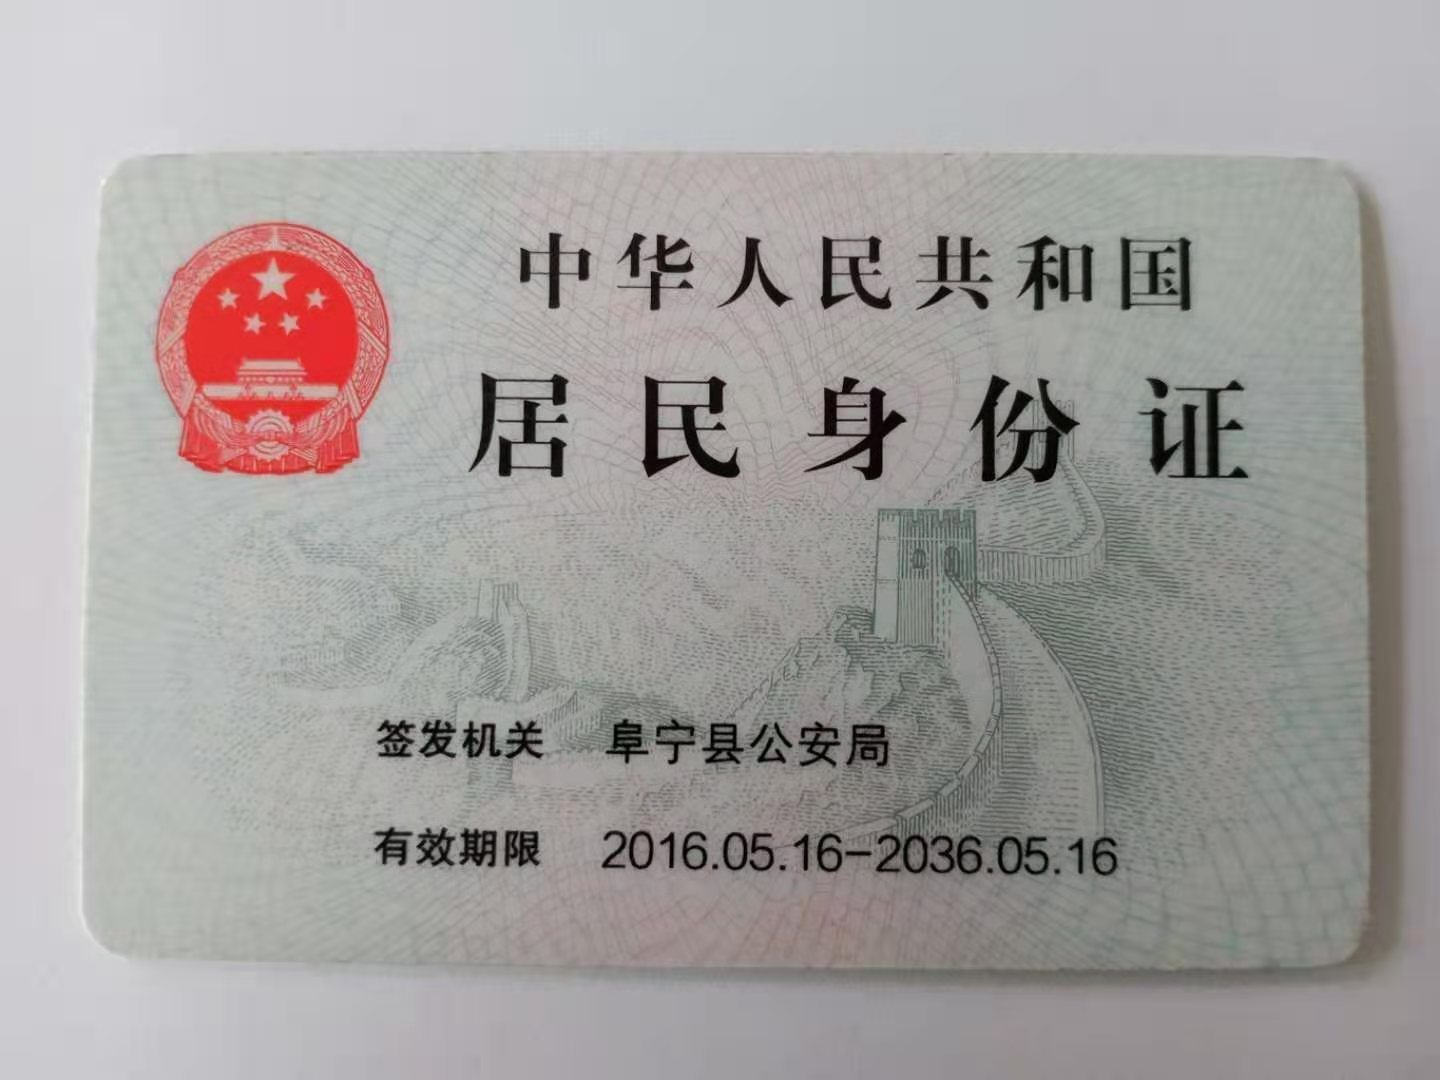 中华人民共和国
居民身份证
签发机关 阜宁县公安局
有效期限 2016.05.16-2036.05.16